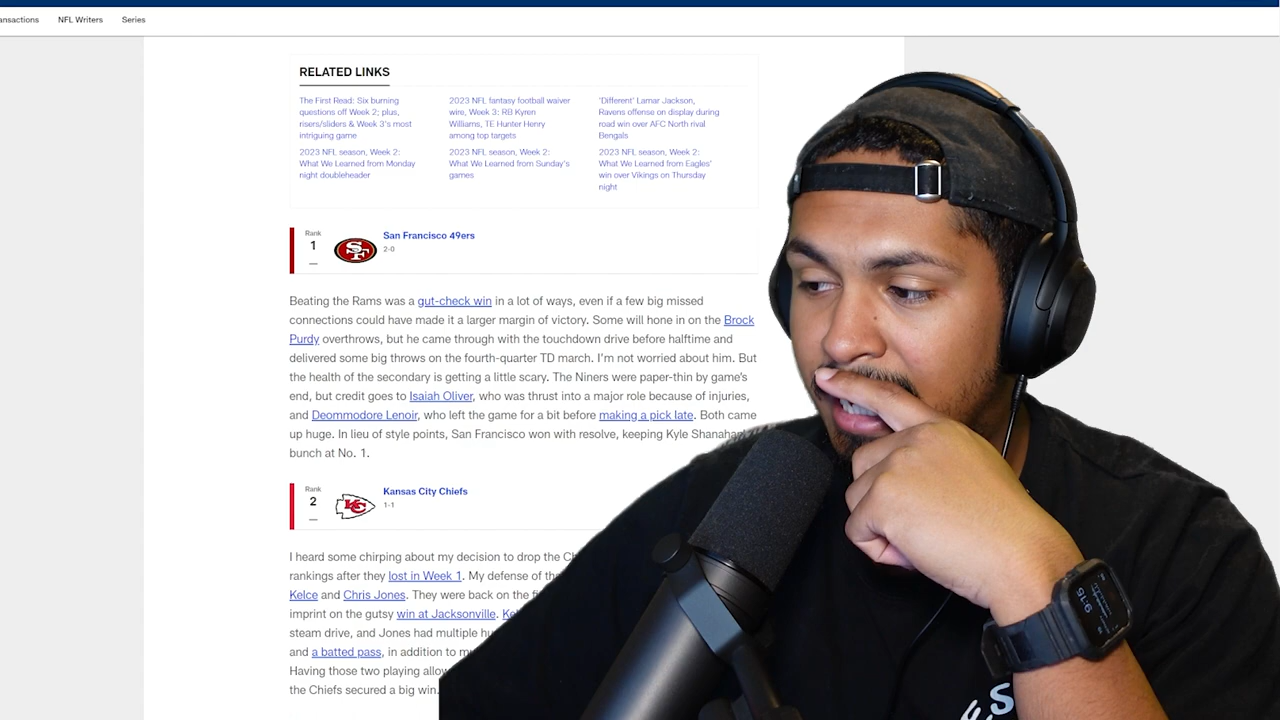 NFL Writers
Series
RELATED LINKS
The First Read: Six burning
questions off Week 2; plus,
risers/sliders & Week 3's most
intriguing game
2023 NFL fantasy football waiver
wire, Week 3: RB Kyren
Williams, TE Hunter Henry
among top targets
'Different' Lamar Jackson,
Ravens offense on display during
road win over AFC North rival
Bengals
2023 NFL season, Week 2:
What We Learned from Monday
night doubleheader
2023 NFL season, Week 2:
What We Learned from Sunday's
games
2023 NFL season, Week 2:
What We Learned from Eagles'
win over Vikings on Thursday
night
Rank
1
SF
San Francisco 49ers
2-0
Beating the Rams was a gut-check win in a lot of ways, even if a few big missed
connections could have made it a larger margin of victory. Some will hone in on the Brock
Purdy overthrows, but he came through with the touchdown drive before halftime and
delivered some big throws on the fourth-quarter TD march. I'm not worried about him. But
the health of the secondary is getting a little scary. The Niners were paper-thin by game's
end, but credit goes to Isaiah Oliver, who was thrust into a major role because of injuries,
and Deommodore Lenoir, who left the game for a bit before making a pick late. Both came
up huge. In lieu of style points, San Francisco won with resolve, keeping Kyle
bunch at No. 1.
Rank
2
KC
Kansas City Chiefs
1-1
I heard some chirping about my decision to drop the
rankings after they lost in Week 1. My defense of
Kelce and Chris Jones. They were back on the
imprint on the gutsy win at Jacksonville.
steam drive, and Jones had multiple
and a batted pass, in addition to
Having those two playing
the Chiefs secured a big win.
9:15